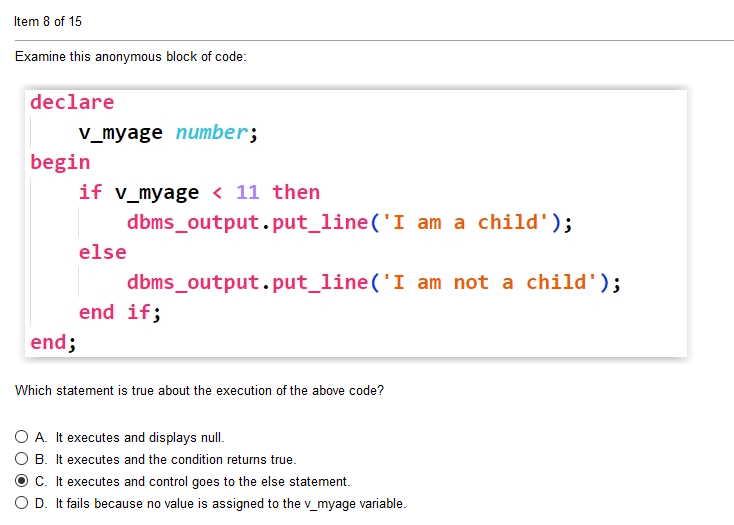 Item 8 of 15
Examine this anonymous block of code:
declare
v_myage number;
begin
if v_myage < 11 then
dbms_output.put_line('I am a child');
else
dbms_output.put_line('I am not a child');
end if;
end;
Which statement is true about the execution of the above code?
A. It executes and displays null.
B. It executes and the condition returns true.
C. It executes and control goes to the else statement.
D. It fails because no value is assigned to the v_myage variable.